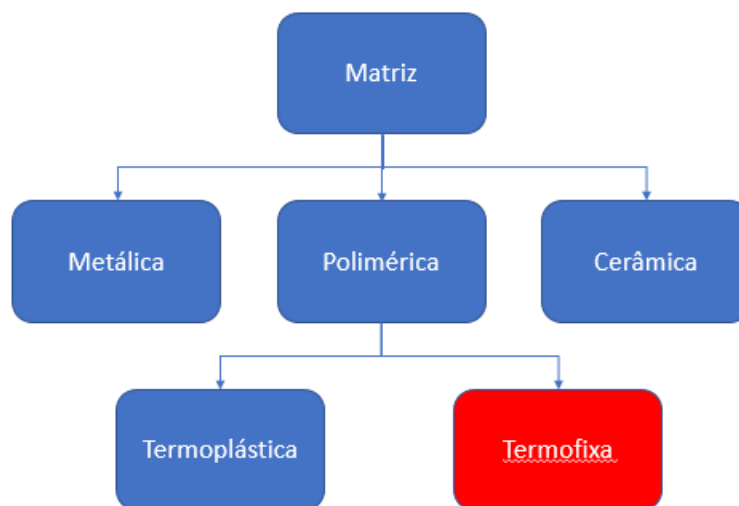 Matriz
Metálica
Polimérica
Cerâmica
Termoplástica
Termofixa